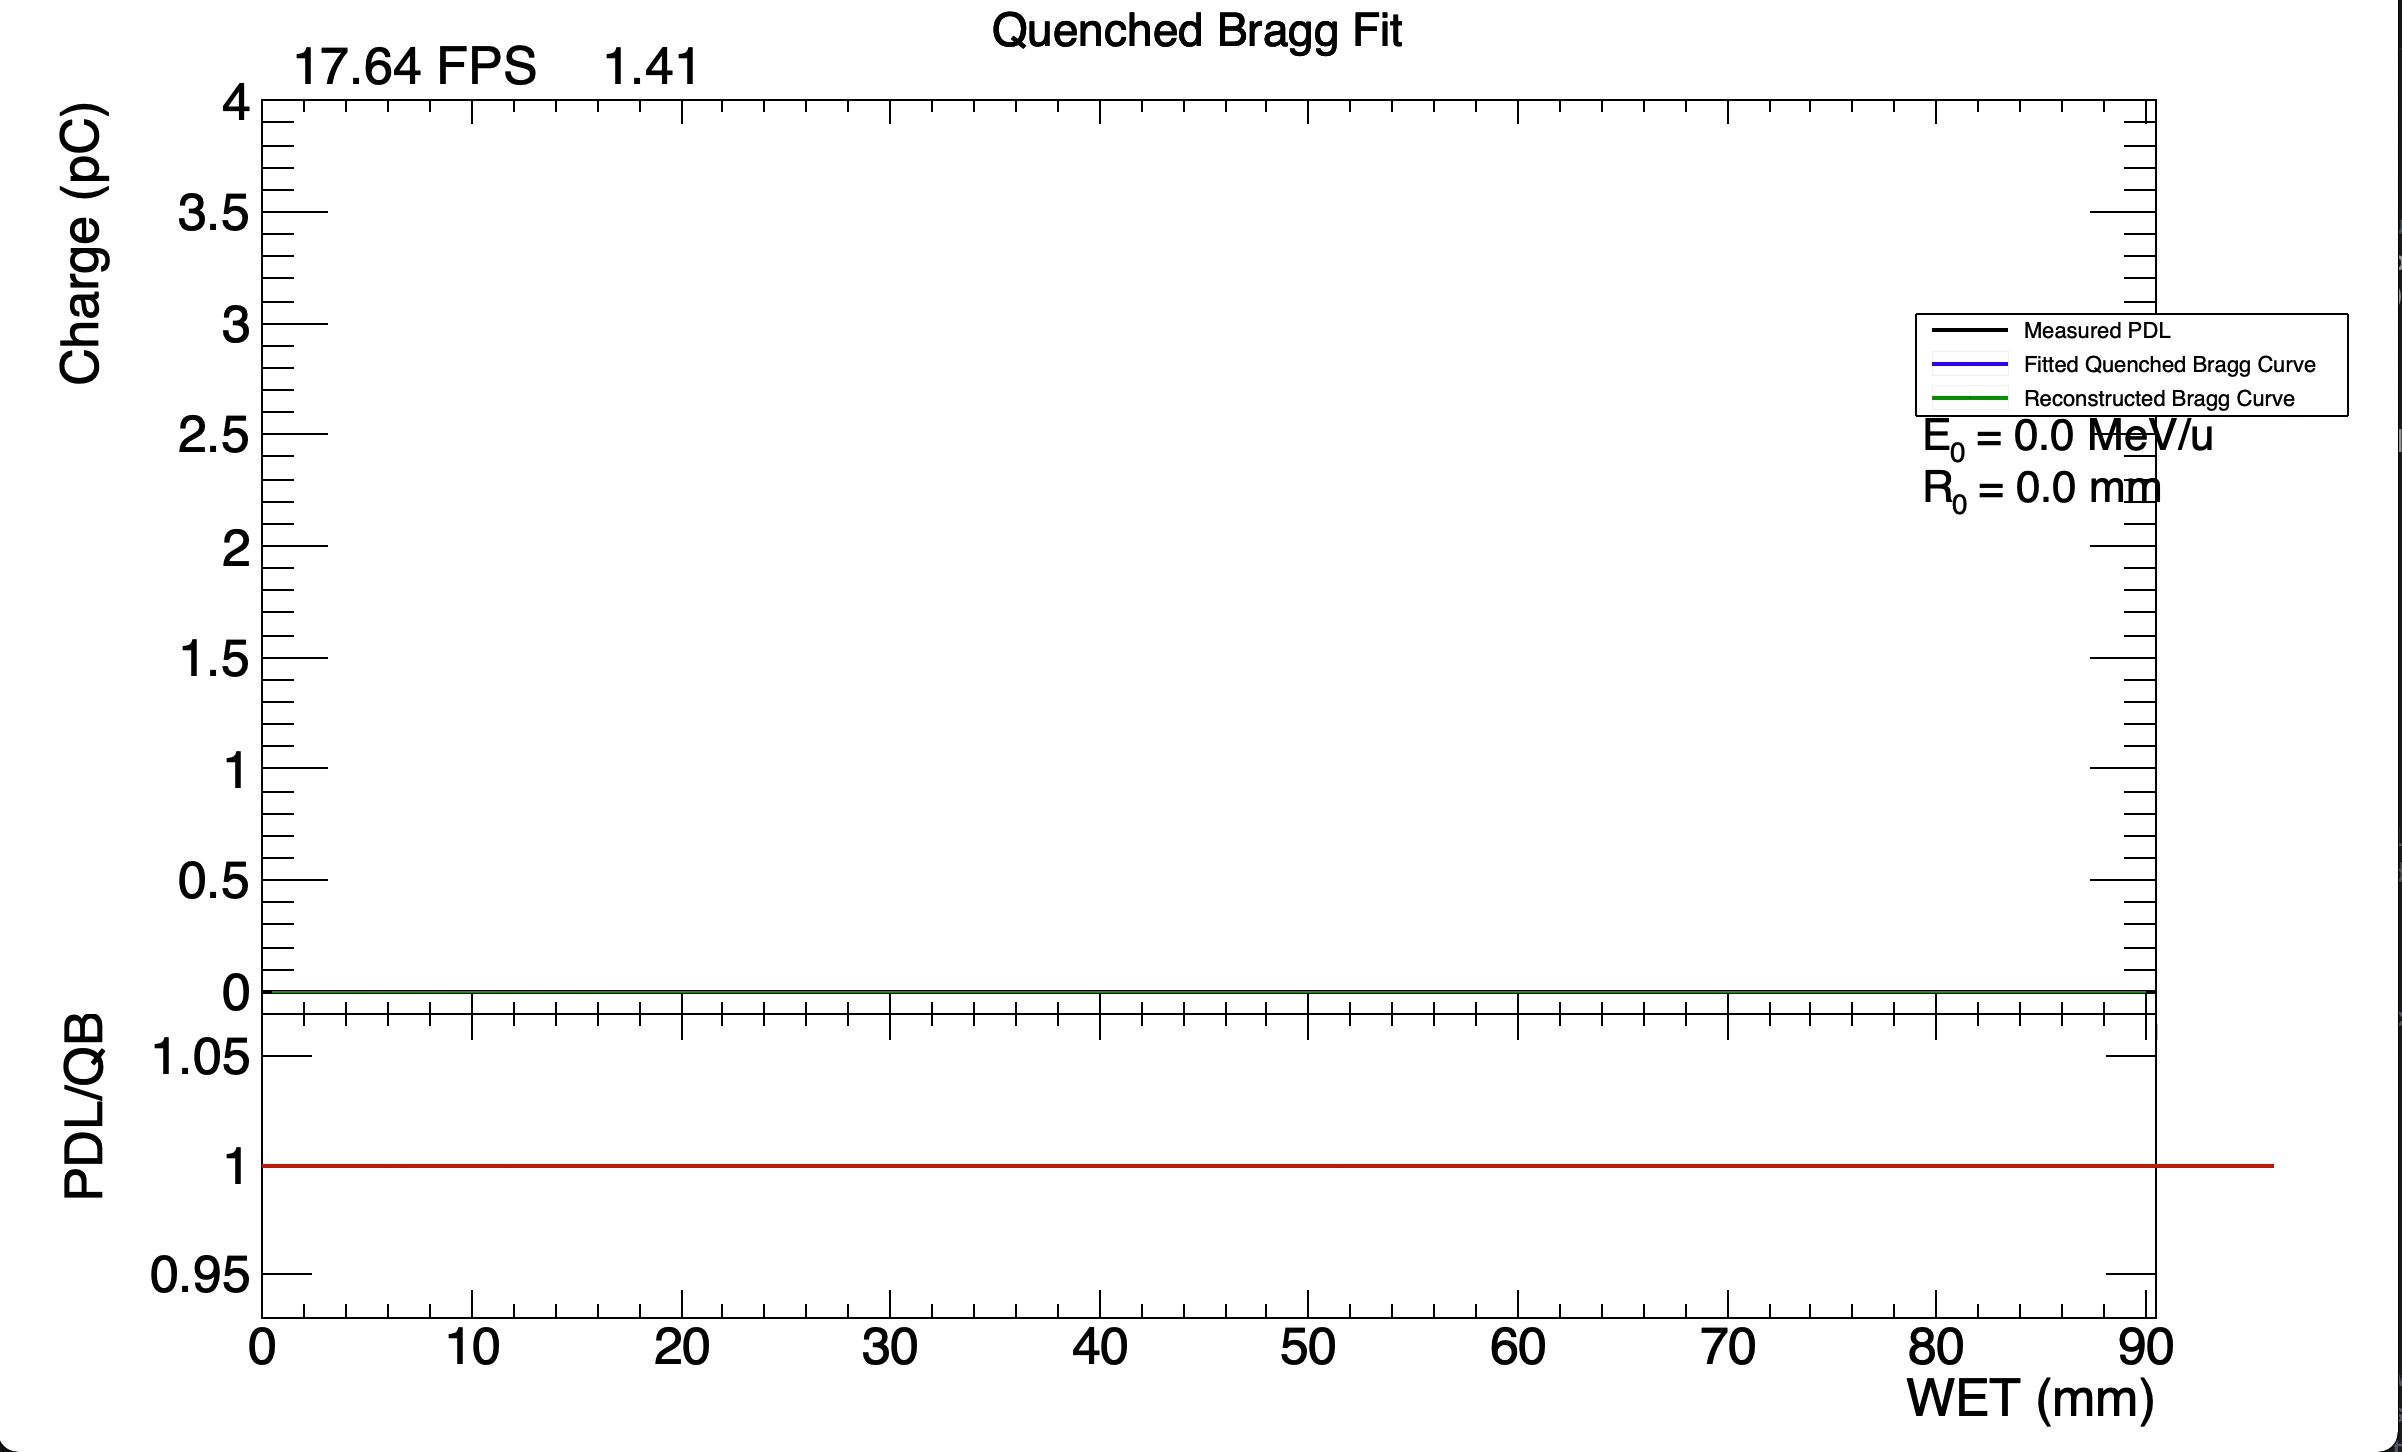 Quenched Bragg Fit
17.64 FPS 1.41
Charge (pC)
4
3.5
3
2.5
2
1.5
1
0.5
0
Measured PDL
Fitted Quenched Bragg Curve
Reconstructed Bragg Curve
E₀ = 0.0 MeV/u
R₀ = 0.0 mm
PDL/QB
1.05
1
0.95
0 10 20 30 40 50 60 70 80 90
WET (mm)